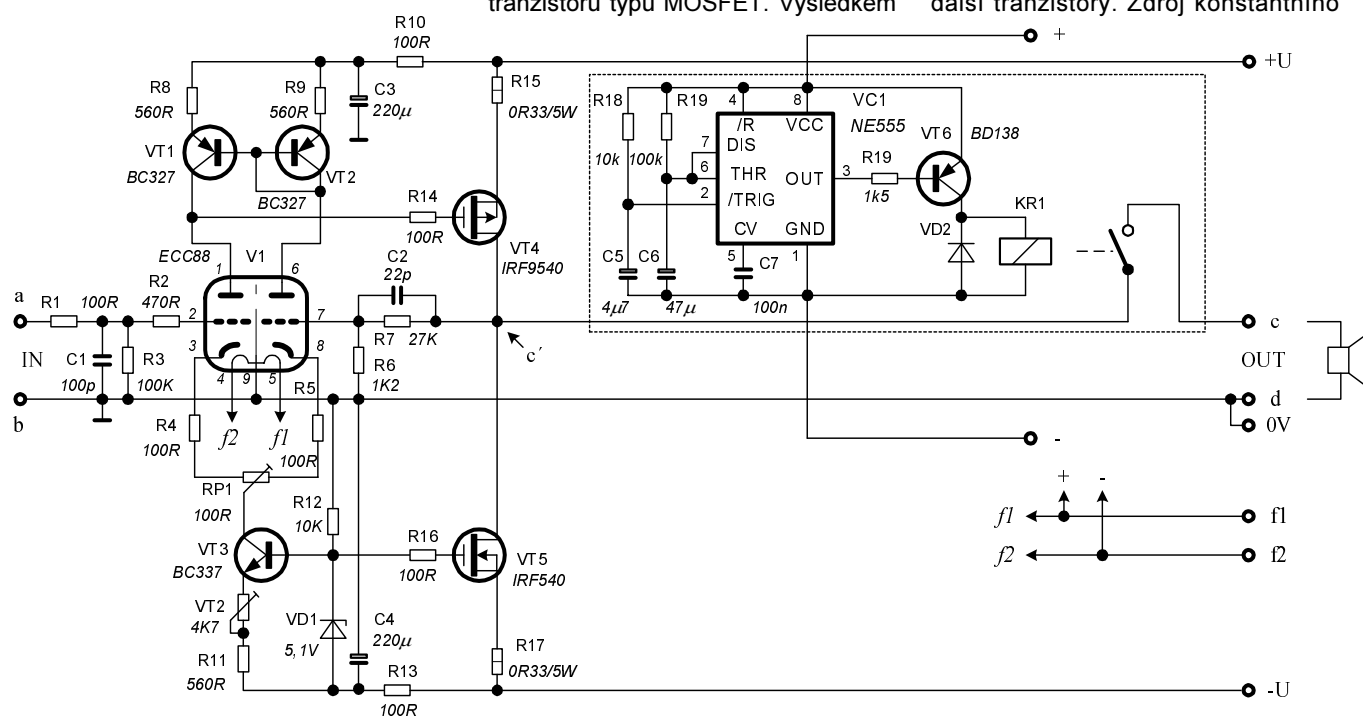 tranzistorů typu MOSFET. Výsledkem
další tranzistory. Zdroj konstantního
R10
100R
+
+U
R8
560R
R9
560R
C3
220µ
R15
0R33/5W
R18
10k
R19
100k
4
8
VC1
NE555
/R
VCC
7
DIS
6
THR
2
/TRIG
OUT
3
CV
GND
5
1
R19
1k5
VT6
BD138
VD2
KR1
C5
4µ7
C6
47µ
C7
100n
VT1
BC327
VT2
BC327
R14
100R
VT4
IRF9540
ECC88
V1
1
6
C2
22p
a
R1
100R
R2
470R
2
7
R7
27K
c´
c
IN
C1
100p
R3
100K
3
8
4
9
5
R5
100R
R6
1K2
OUT
b
d
0V
f2
f1
R4
100R
RP1
100R
R12
10K
-
+
-
f1
f1
f2
f2
VT3
BC337
R16
100R
VT5
IRF540
VT2
4K7
VD1
5,1V
C4
220µ
R17
0R33/5W
R11
560R
R13
100R
-U